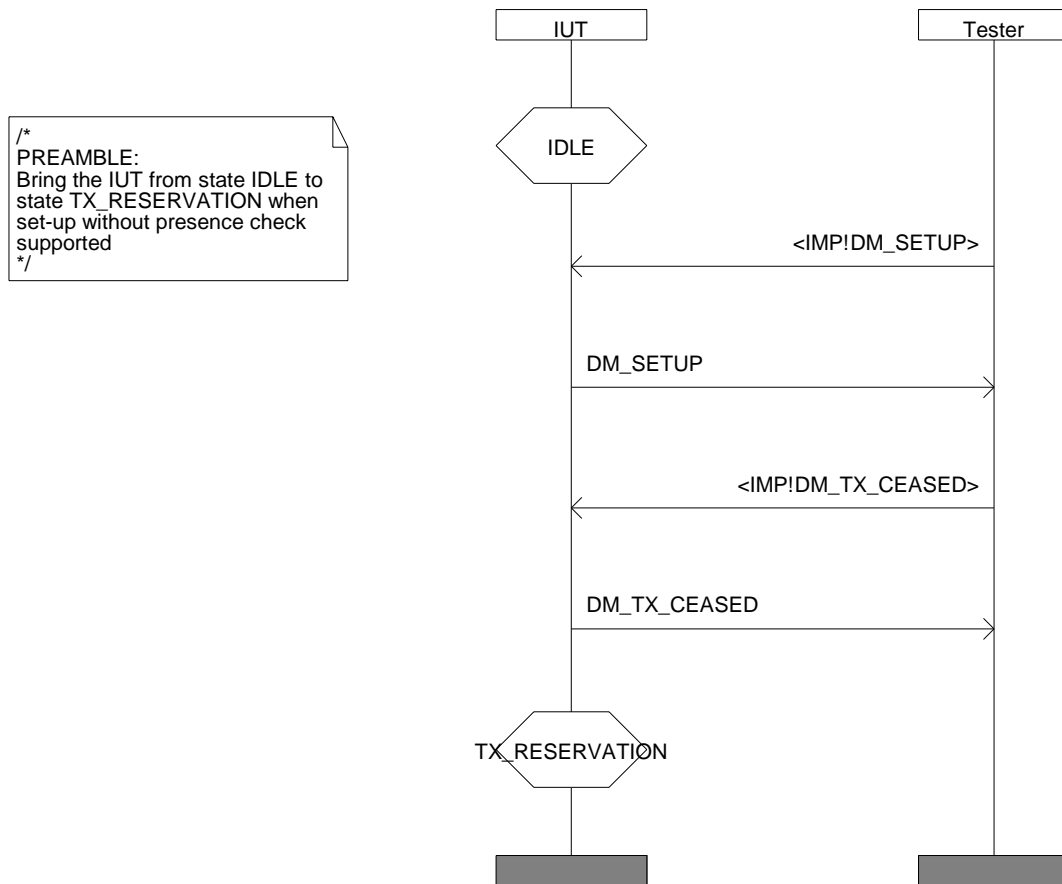 IUT
Tester
IDLE
/*
PREAMBLE:
Bring the IUT from state IDLE to
state TX_RESERVATION when
set-up without presence check
supported
*/
<IMP!DM_SETUP>
DM_SETUP
<IMP!DM_TX_CEASED>
DM_TX_CEASED
TX_RESERVATION